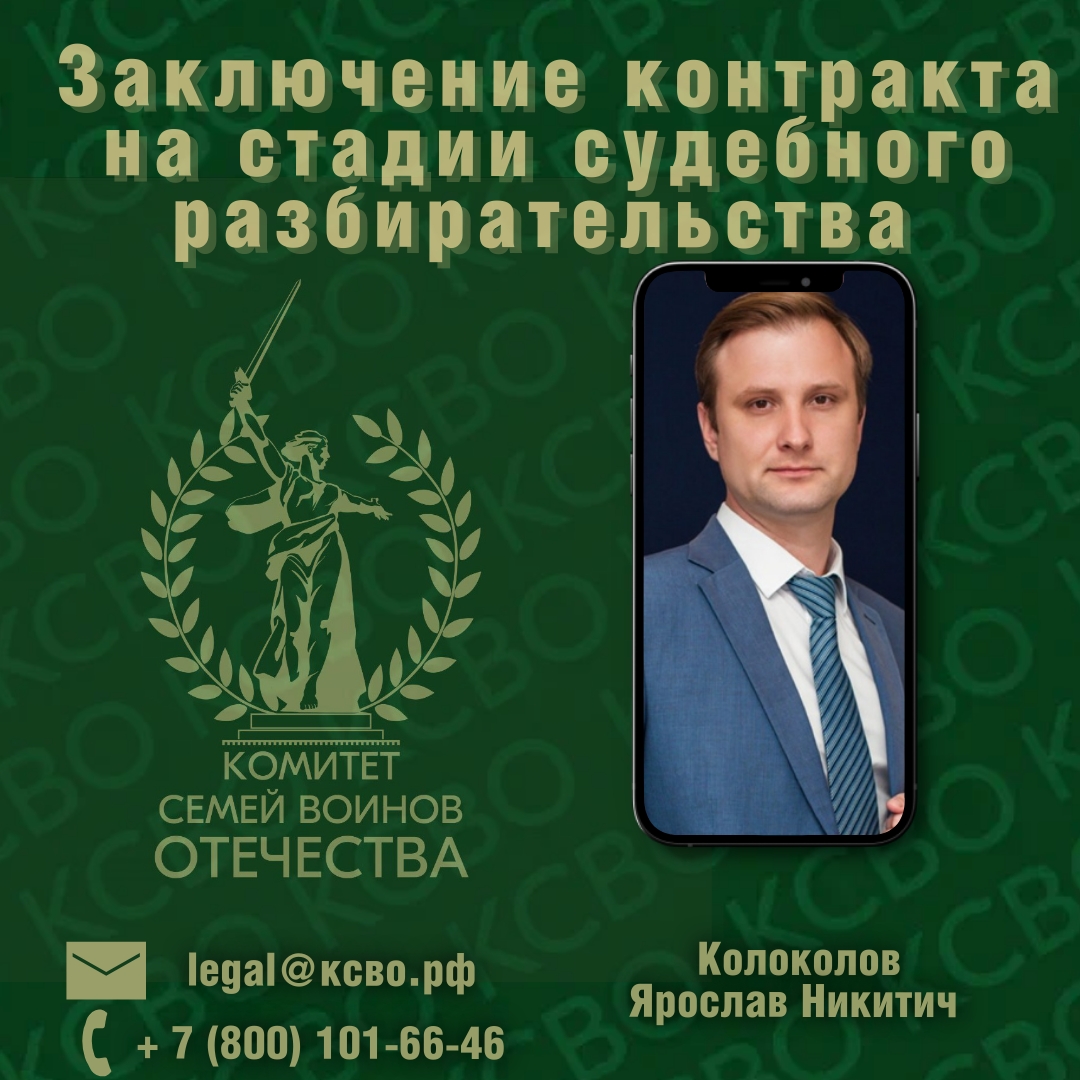 Заключение контракта
на стадии судебного
разбирательства
КОМИТЕТ
СЕМЕЙ ВОИНОВ
ОТЕЧЕСТВА
legal@ксво.рф
+ 7 (800) 101-66-46
Колоколов
Ярослав Никитич